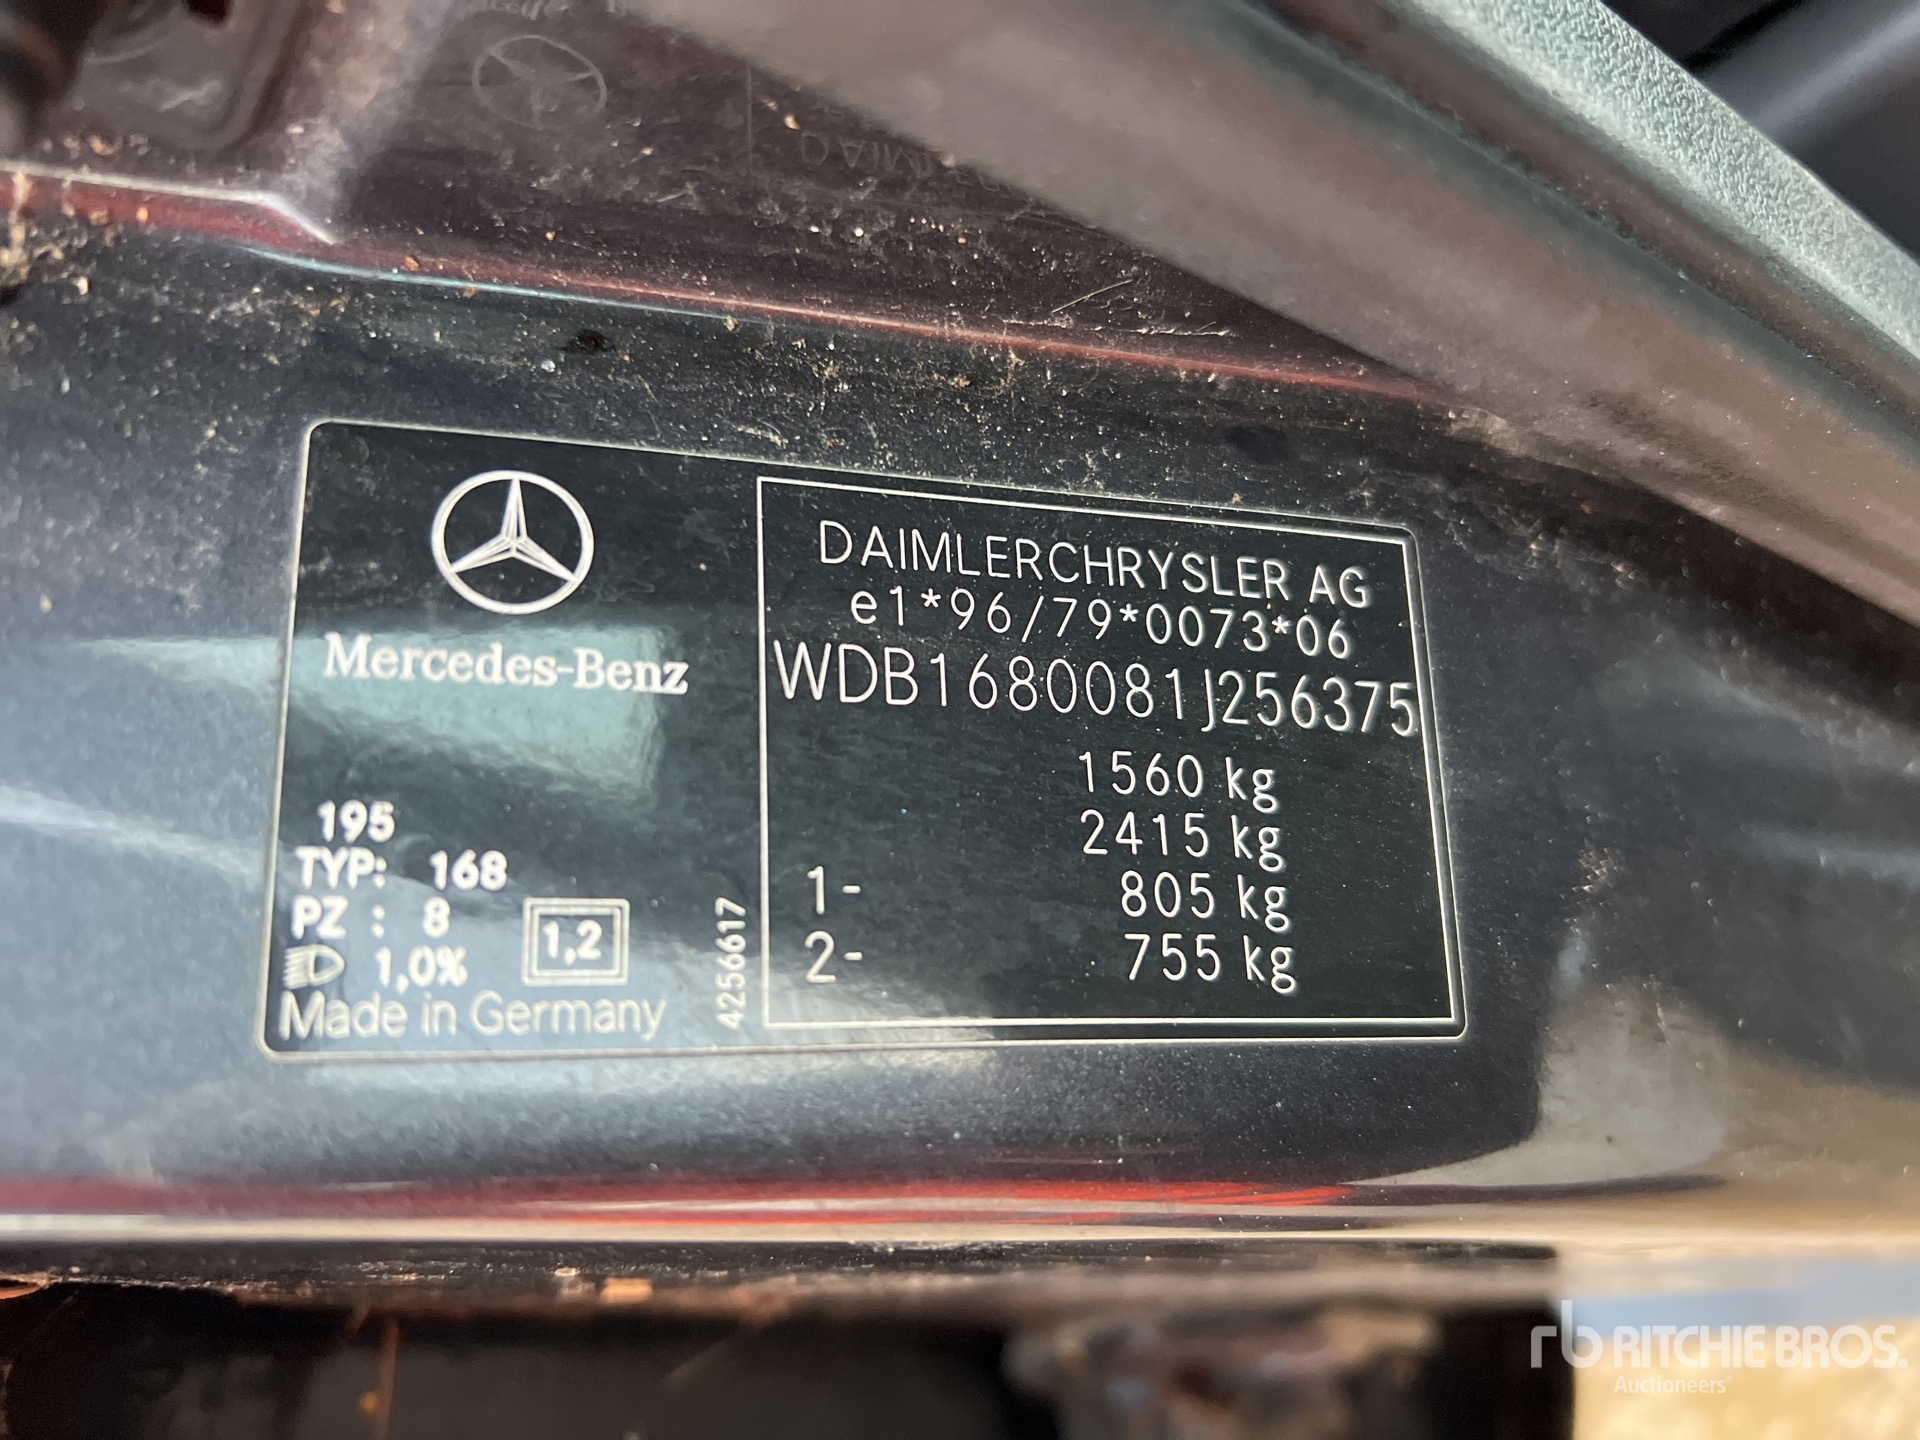 Mercedes-Benz
195
TYP: 168
PZ : 8
1,0%
1,2
Made in Germany
4256617
DAIMLERCHRYSLER AG
e1*96/79*0073*06
WDB1680081J256375
1560 kg
2415 kg
1- 805 kg
2- 755 kg
rb RITCHIE BROS.
Auctioneers